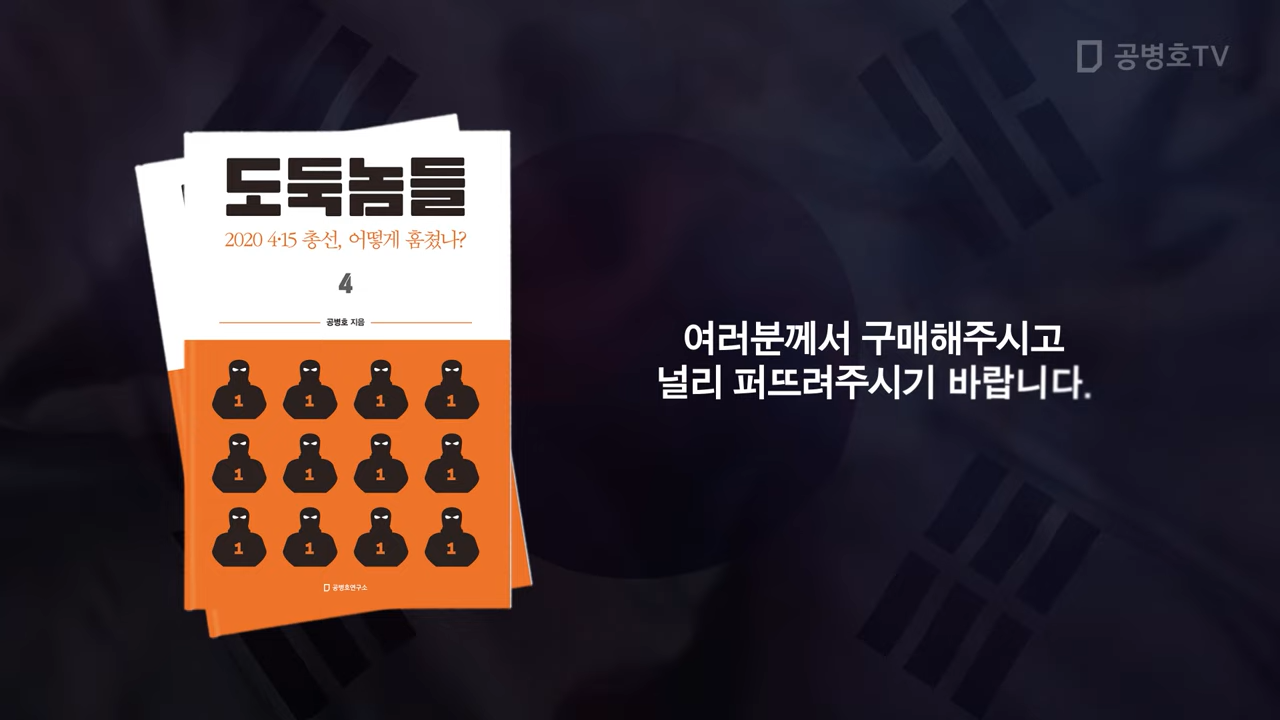 공병호TV
도둑놈들
2020 4·15 총선, 어떻게 훔쳤나?
4
공병호 지음
1 1 1 1
1 1 1 1
1 1 1 1
공병호연구소
여러분께서 구매해주시고
널리 퍼뜨려주시기 바랍니다.